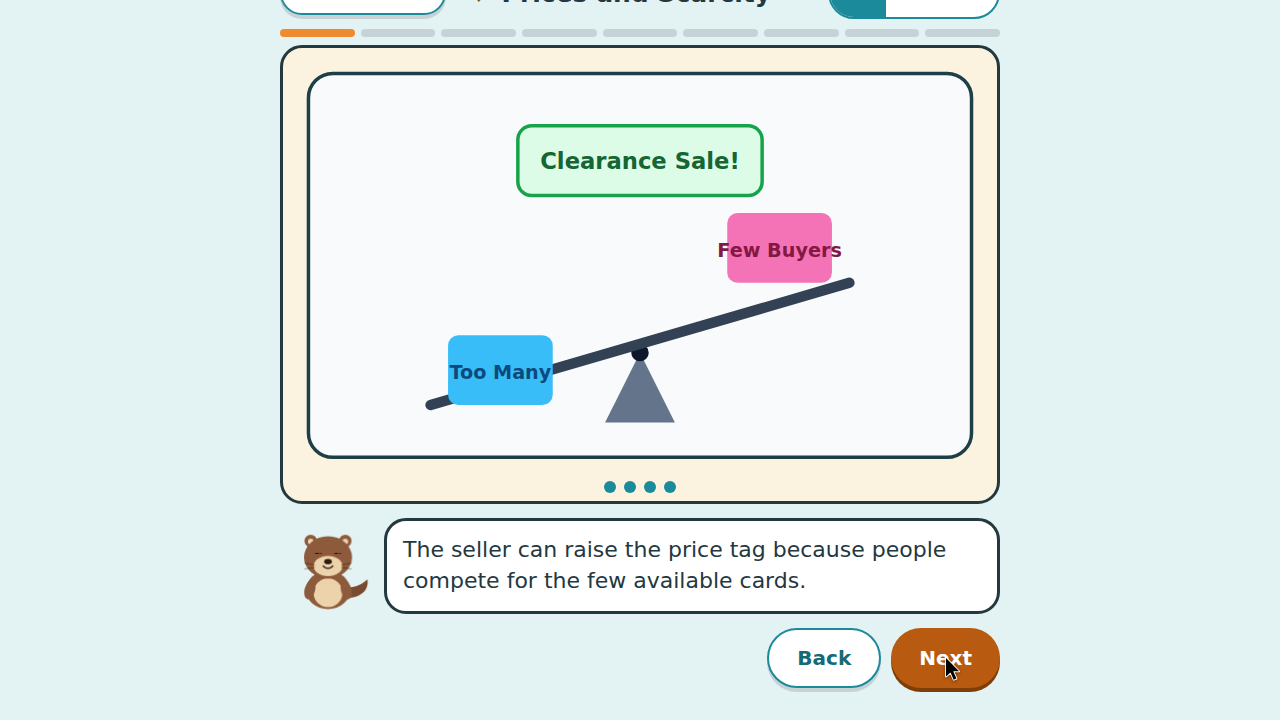 Prices and Scarcity
Clearance Sale!
Few Buyers
Too Many
The seller can raise the price tag because people
compete for the few available cards.
Back
Next